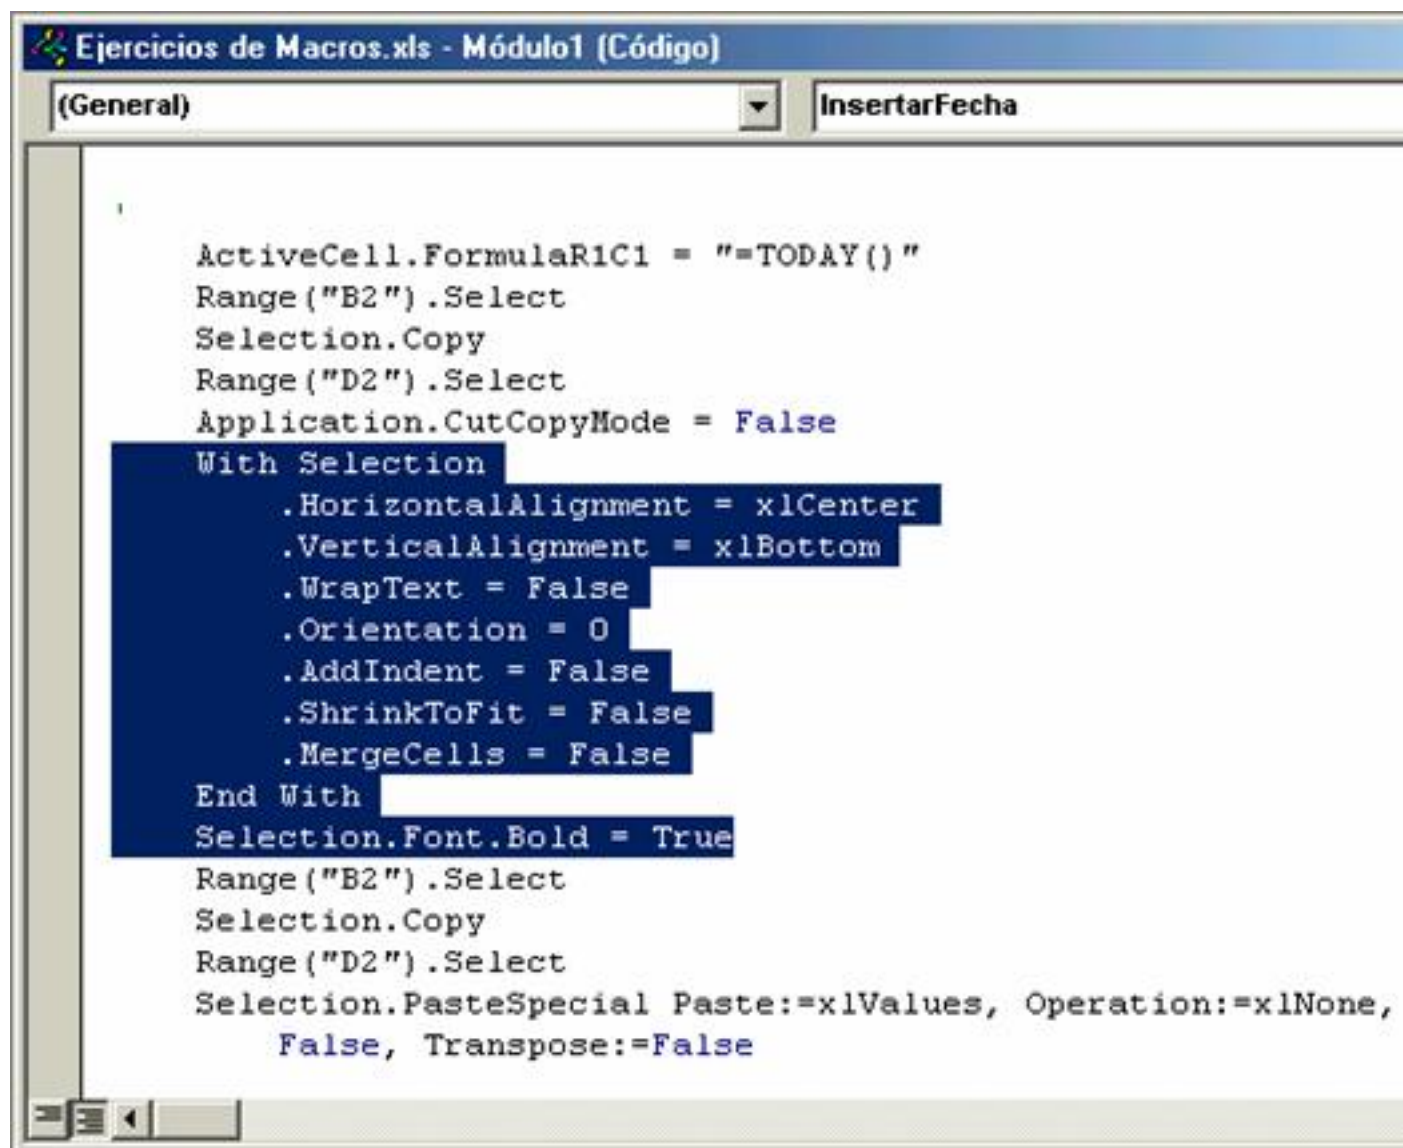 Ejercicios de Macros.xls - Módulo1 (Código)
(General) InsertarFecha
'
ActiveCell.FormulaR1C1 = "=TODAY()"
Range("B2").Select
Selection.Copy
Range("D2").Select
Application.CutCopyMode = False
With Selection
.HorizontalAlignment = xlCenter
.VerticalAlignment = xlBottom
.WrapText = False
.Orientation = 0
.AddIndent = False
.ShrinkToFit = False
.MergeCells = False
End With
Selection.Font.Bold = True
Range("B2").Select
Selection.Copy
Range("D2").Select
Selection.PasteSpecial Paste:=xlValues, Operation:=xlNone,
False, Transpose:=False